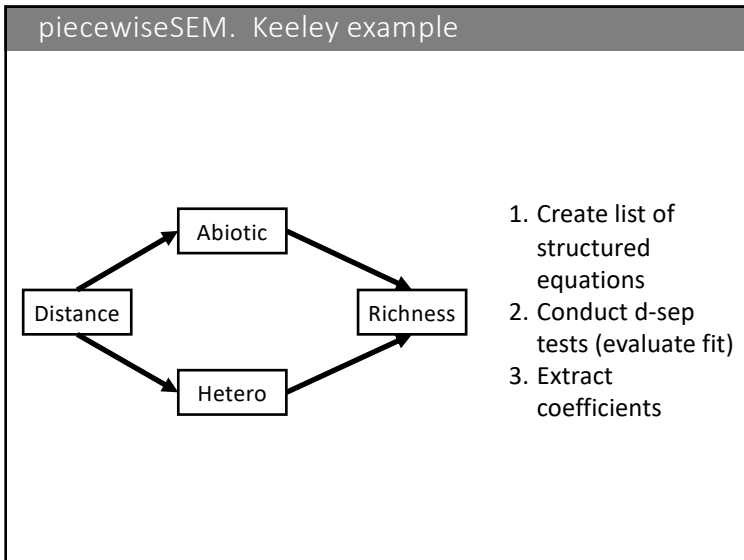 piecewiseSEM. Keeley example
Abiotic
Distance
Richness
Hetero
1. Create list of
structured
equations
2. Conduct d-sep
tests (evaluate fit)
3. Extract
coefficients